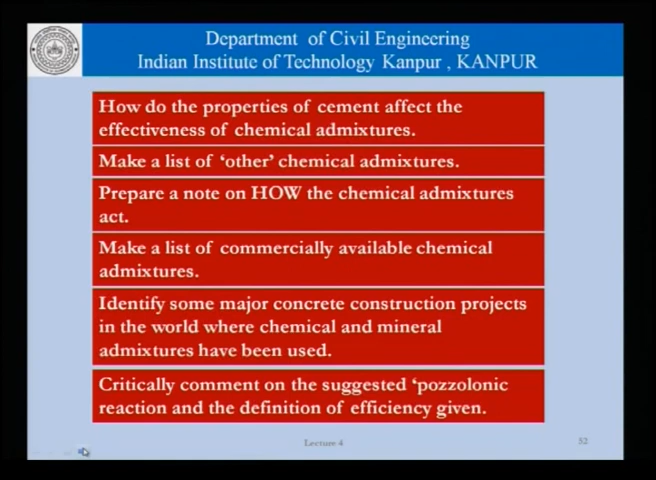 Department of Civil Engineering
Indian Institute of Technology Kanpur , KANPUR
How do the properties of cement affect the
effectiveness of chemical admixtures.
Make a list of ‘other’ chemical admixtures.
Prepare a note on HOW the chemical admixtures
act.
Make a list of commercially available chemical
admixtures.
Identify some major concrete construction projects
in the world where chemical and mineral
admixtures have been used.
Critically comment on the suggested ‘pozzolonic
reaction and the definition of efficiency given.
Lecture 4
52